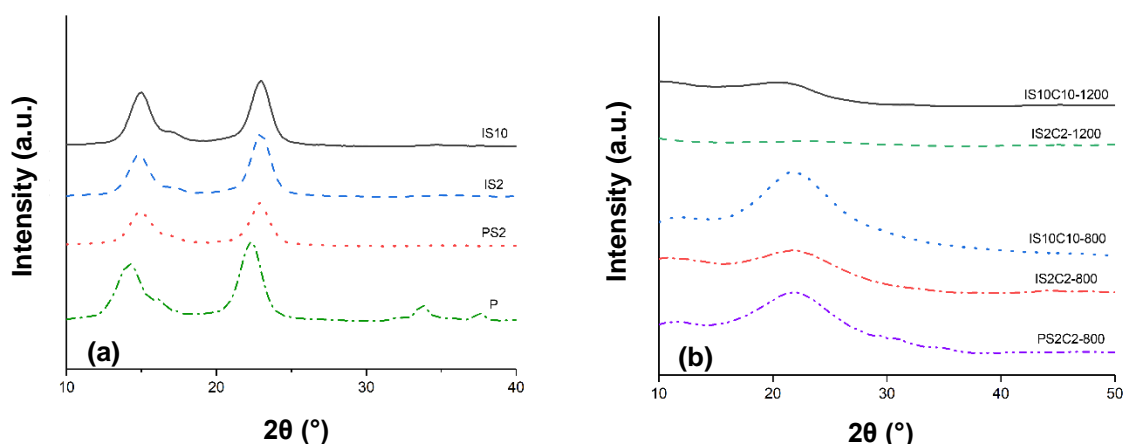 Intensity (a.u.)
IS10
IS2
PS2
P
(a)
10 20 30 40
2θ (°)
Intensity (a.u.)
IS10C10-1200
IS2C2-1200
IS10C10-800
IS2C2-800
PS2C2-800
(b)
10 20 30 40 50
2θ (°)